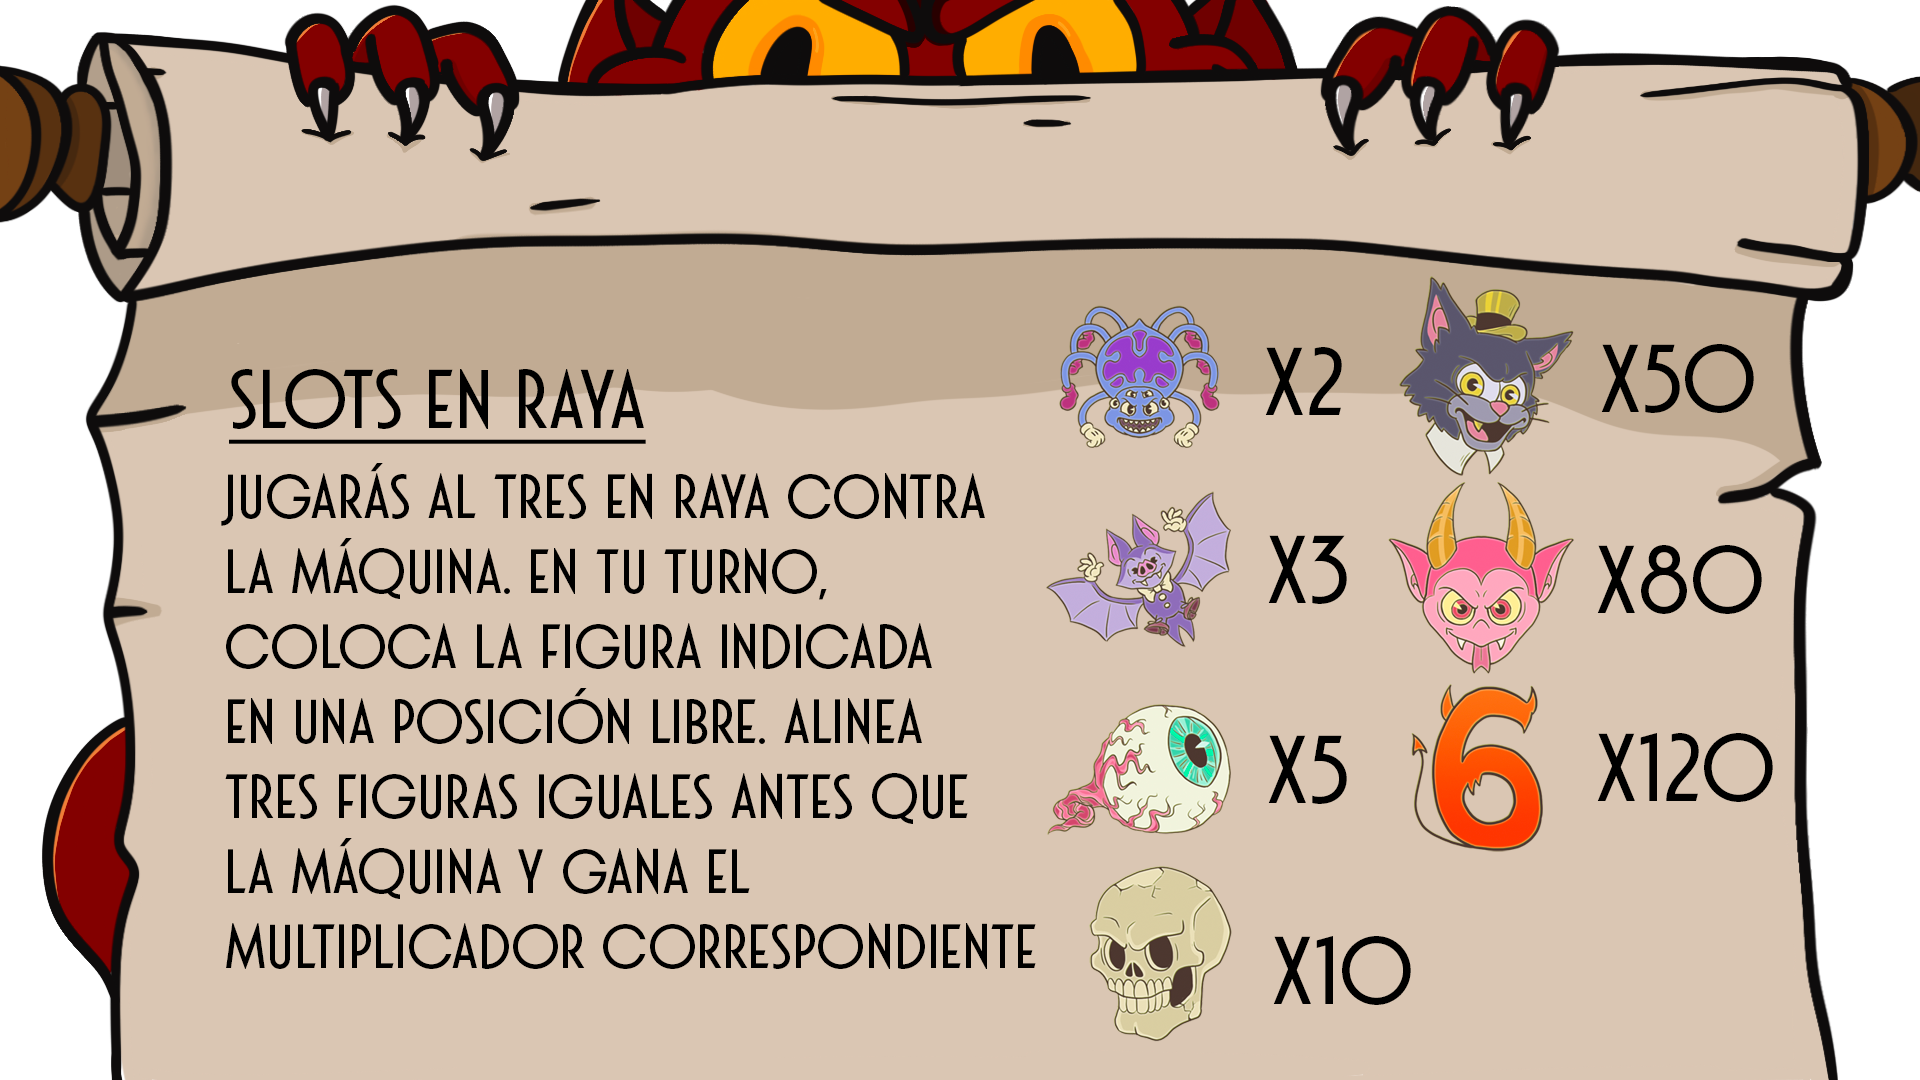 SLOTS EN RAYA
JUGARÁS AL TRES EN RAYA CONTRA
LA MÁQUINA. EN TU TURNO,
COLOCA LA FIGURA INDICADA
EN UNA POSICIÓN LIBRE. ALINEA
TRES FIGURAS IGUALES ANTES QUE
LA MÁQUINA Y GANA EL
MULTIPLICADOR CORRESPONDIENTE
X2
X50
X3
X80
X5
6
X120
X10